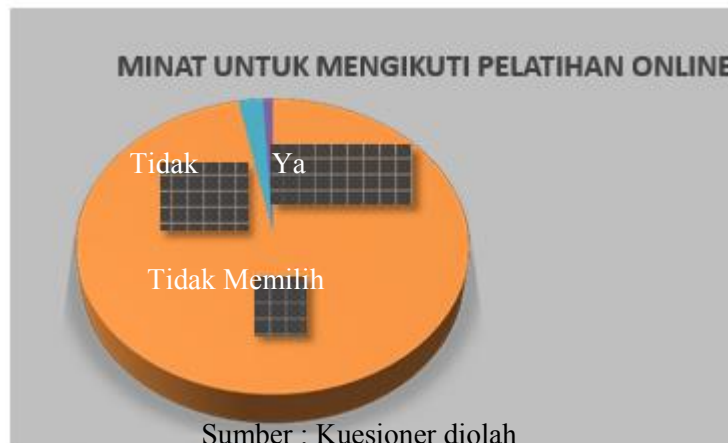 MINAT UNTUK MENGIKUTI PELATIHAN ONLINE
Tidak
Ya
Tidak Memilih
Sumber : Kuesioner diolah